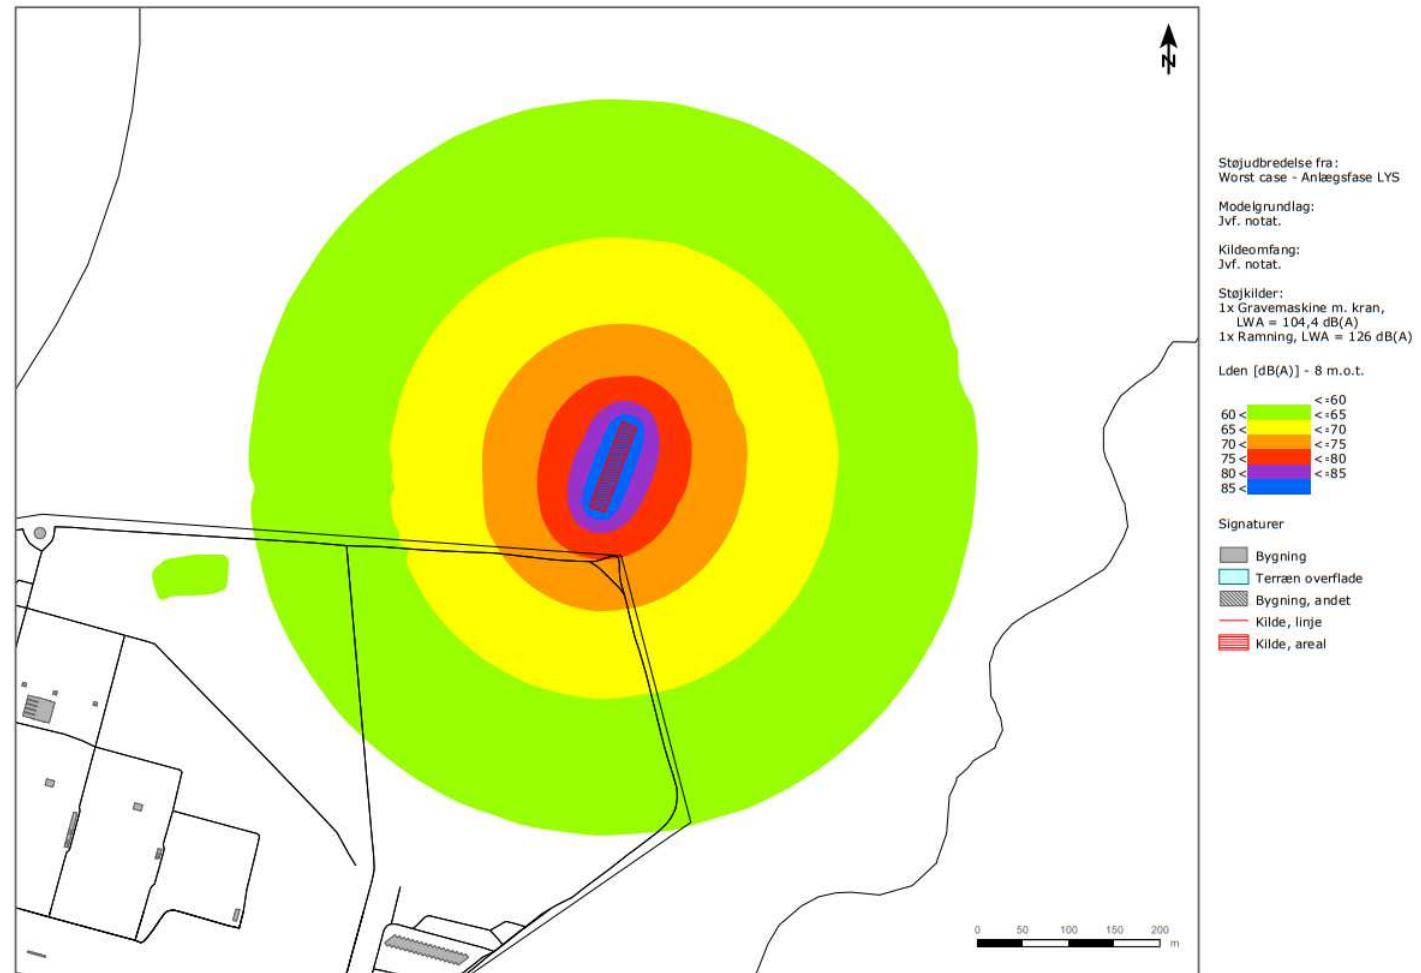 N
Støjudbredelse fra:
Worst case - Anlægsfase LYS
Modelgrundlag:
Jvf. notat.
Kildeomfang:
Jvf. notat.
Støjkilder:
1x Gravemaskine m. kran,
LWA = 104,4 dB(A)
1x Ramning, LWA = 126 dB(A)
Lden [dB(A)] - 8 m.o.t.
<=60
60 < <=65
65 < <=70
70 < <=75
75 < <=80
80 < <=85
85 <
Signaturer
Bygning
Terræn overflade
Bygning, andet
Kilde, linje
Kilde, areal
0 50 100 150 200
m